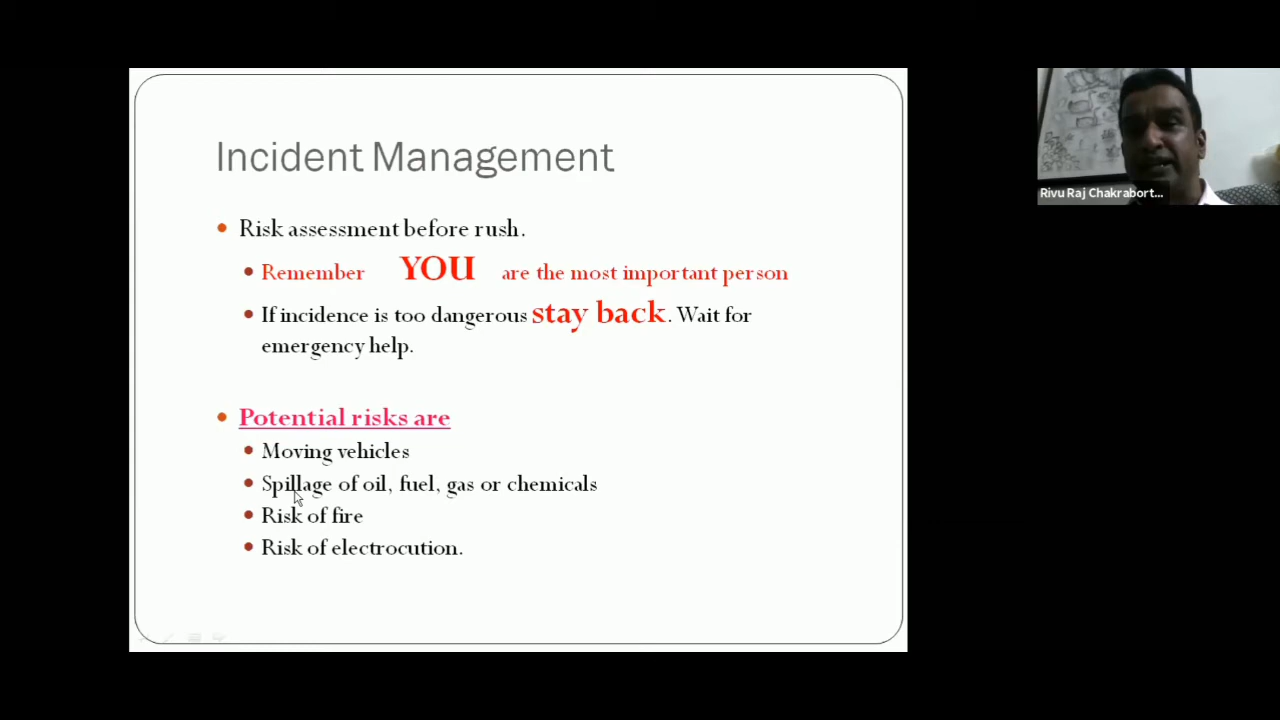 Incident Management
Risk assessment before rush.
Remember YOU are the most important person
If incidence is too dangerous stay back. Wait for
emergency help.
Potential risks are
Moving vehicles
Spillage of oil, fuel, gas or chemicals
Risk of fire
Risk of electrocution.
Rivu Raj Chakrabort...